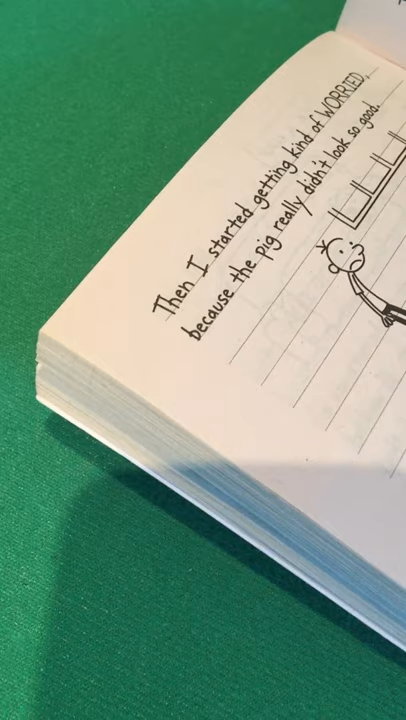 Then I started getting kind of WORRIED,
because the pig really didn't look so good.